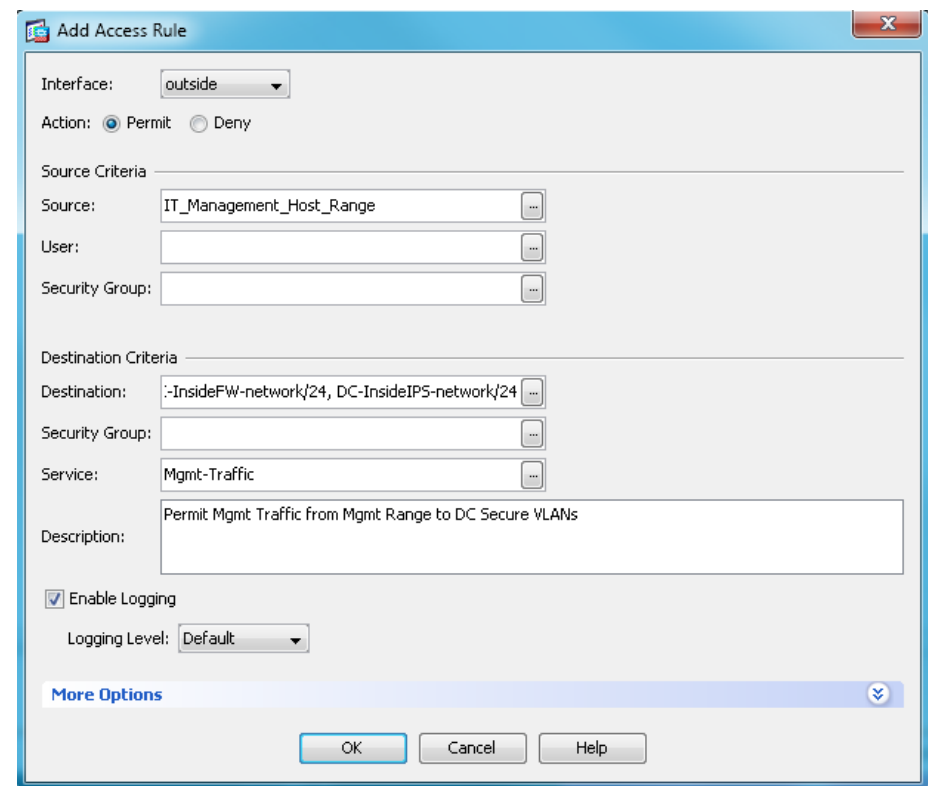 Add Access Rule
Interface: outside
Action: Permit Deny
Source Criteria
Source: IT_Management_Host_Range ...
User: ...
Security Group: ...
Destination Criteria
Destination: -InsideFW-network/24, DC-InsideIPS-network/24 ...
Security Group: ...
Service: Mgmt-Traffic ...
Permit Mgmt Traffic from Mgmt Range to DC Secure VLANs
Description:
Enable Logging
Logging Level: Default
More Options
OK Cancel Help